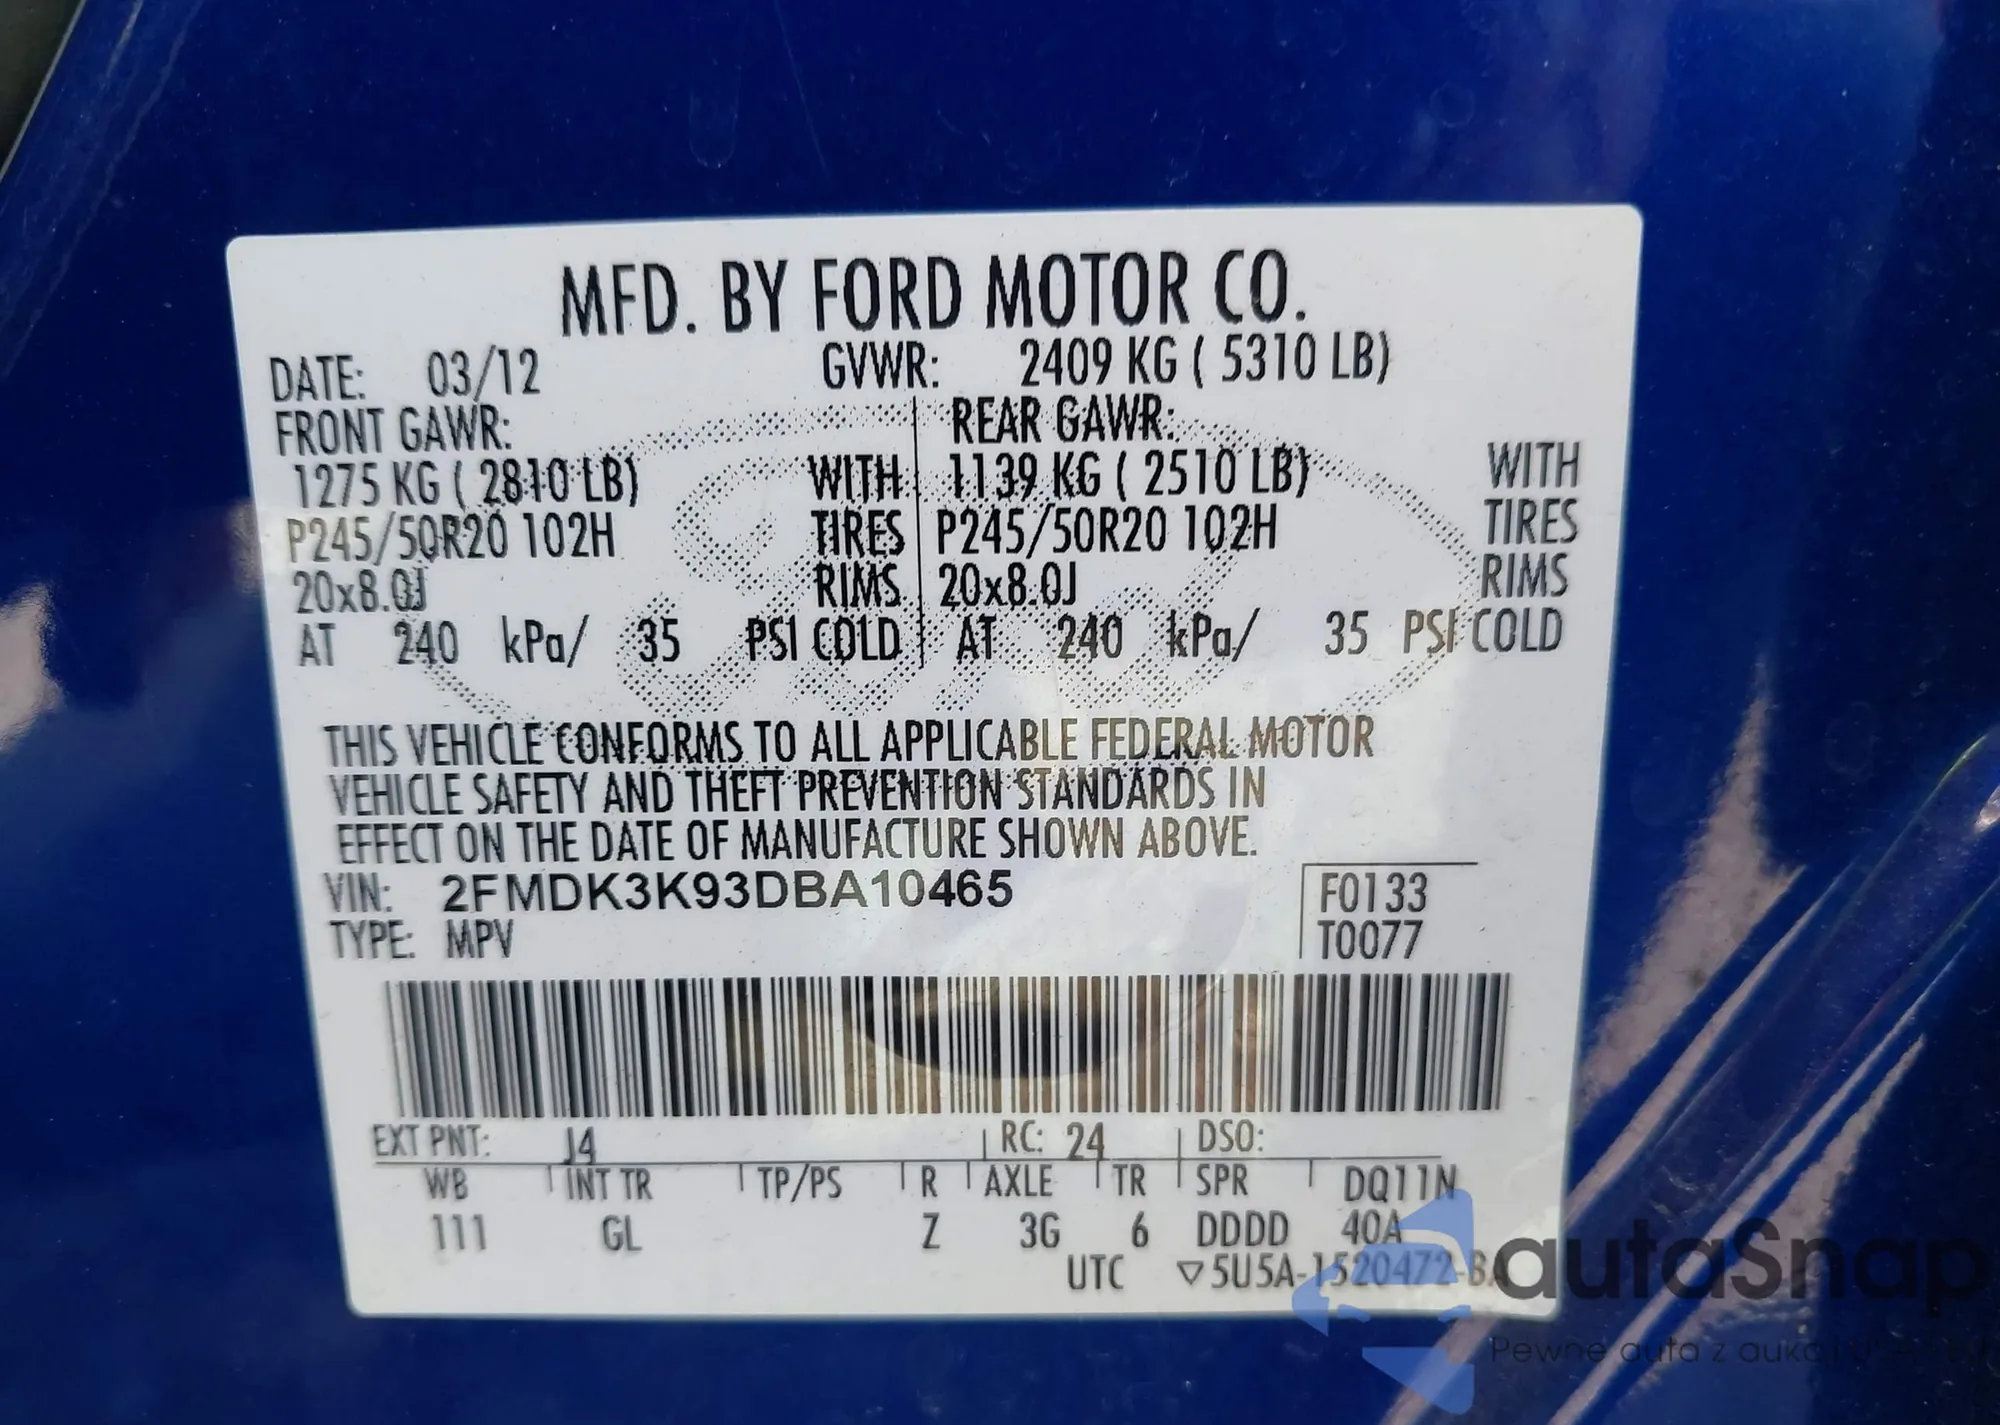 MFD. BY FORD MOTOR CO.
DATE: 03/12 GVWR: 2409 KG ( 5310 LB)
FRONT GAWR: REAR GAWR:
1275 KG ( 2810 LB) WITH 1139 KG ( 2510 LB) WITH
P245/50R20 102H TIRES P245/50R20 102H TIRES
20x8.0J RIMS 20x8.0J RIMS
AT 240 kPa/ 35 PSI COLD AT 240 kPa/ 35 PSI COLD
THIS VEHICLE CONFORMS TO ALL APPLICABLE FEDERAL MOTOR
VEHICLE SAFETY AND THEFT PREVENTION STANDARDS IN
EFFECT ON THE DATE OF MANUFACTURE SHOWN ABOVE.
VIN: 2FMDK3K93DBA10465 F0133
TYPE: MPV T0077
EXT PNT: J4 RC: 24 DSO:
WB INT TR TP/PS R AXLE TR SPR DQ11N
111 GL Z 3G 6 DDDD 40A
UTC ▽5U5A-1520472-BA
autaSnap
Pewne auta z